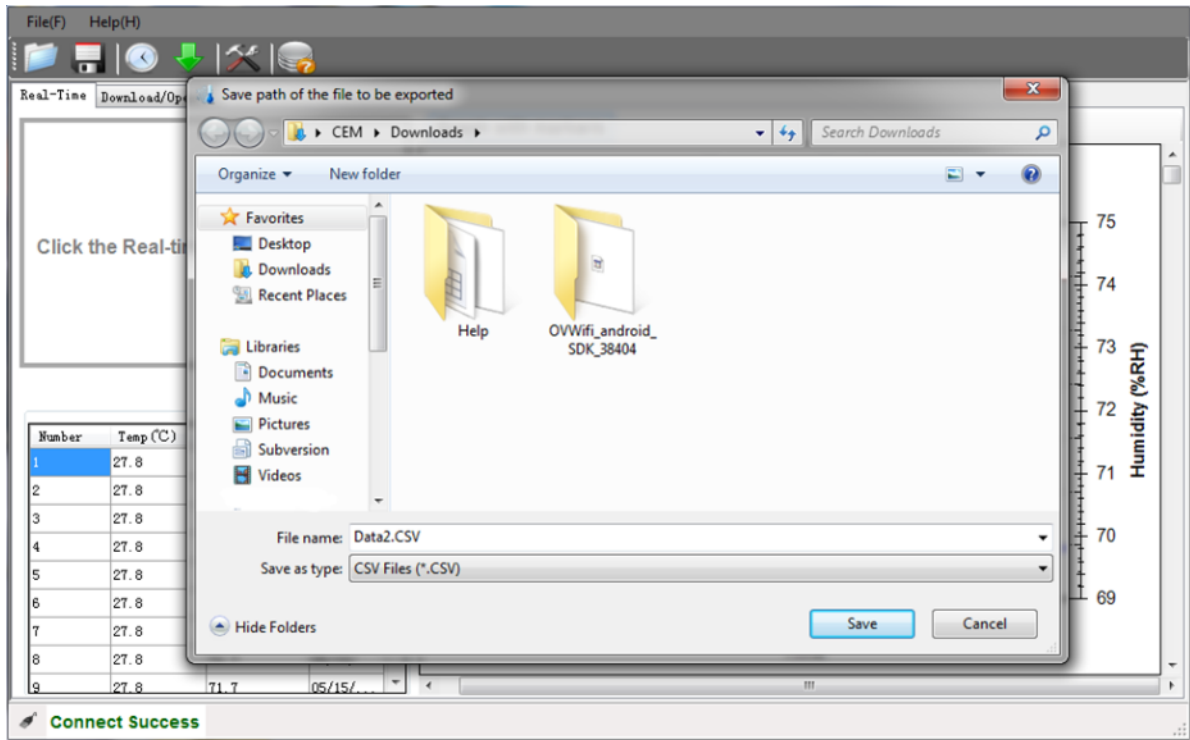 File(F) Help(H)
Real-Time Download/Op
Save path of the file to be exported
CEM Downloads
Search Downloads
Organize New folder
Favorites
Desktop
Downloads
Recent Places
Libraries
Documents
Music
Pictures
Subversion
Videos
Help
OVWifi_android_
SDK_38404
Click the Real-ti
75
74
73
72
71
70
69
Humidity (%RH)
Number Temp(℃)
1 27.8
2 27.8
3 27.8
4 27.8
5 27.8
6 27.8
7 27.8
8 27.8
9 27.8 71.7 05/15/...
File name: Data2.CSV
Save as type: CSV Files (*.CSV)
Hide Folders
Save Cancel
Connect Success